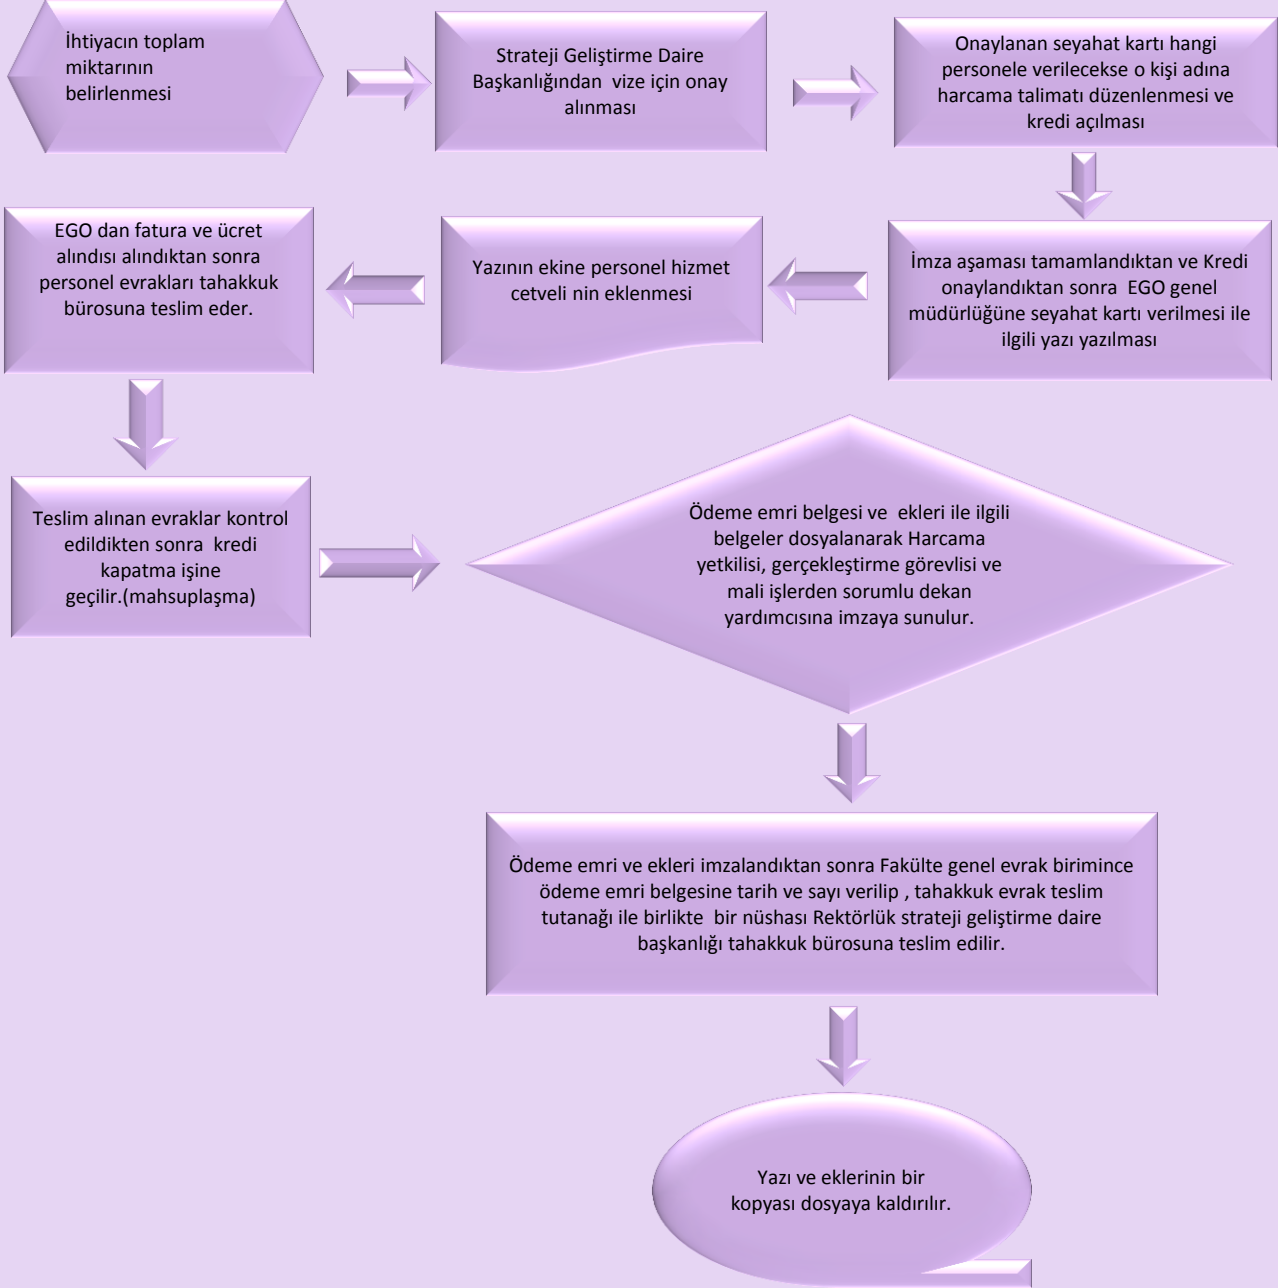 İhtiyacın toplam
miktarının
belirlenmesi
Strateji Geliştirme Daire
Başkanlığından vize için onay
alınması
Onaylanan seyahat kartı hangi
personele verilecekse o kişi adına
harcama talimatı düzenlenmesi ve
kredi açılması
İmza aşaması tamamlandıktan ve Kredi
onaylandıktan sonra EGO genel
müdürlüğüne seyahat kartı verilmesi ile
ilgili yazı yazılması
Yazının ekine personel hizmet
cetveli nin eklenmesi
EGO dan fatura ve ücret
alındısı alındıktan sonra
personel evrakları tahakkuk
bürosuna teslim eder.
Teslim alınan evraklar kontrol
edildikten sonra kredi
kapatma işine
geçilir.(mahsuplaşma)
Ödeme emri belgesi ve ekleri ile ilgili
belgeler dosyalanarak Harcama
yetkilisi, gerçekleştirme görevlisi ve
mali işlerden sorumlu dekan
yardımcısına imzaya sunulur.
Ödeme emri ve ekleri imzalandıktan sonra Fakülte genel evrak birimince
ödeme emri belgesine tarih ve sayı verilip , tahakkuk evrak teslim
tutanağı ile birlikte bir nüshası Rektörlük strateji geliştirme daire
başkanlığı tahakkuk bürosuna teslim edilir.
Yazı ve eklerinin bir
kopyası dosyaya kaldırılır.